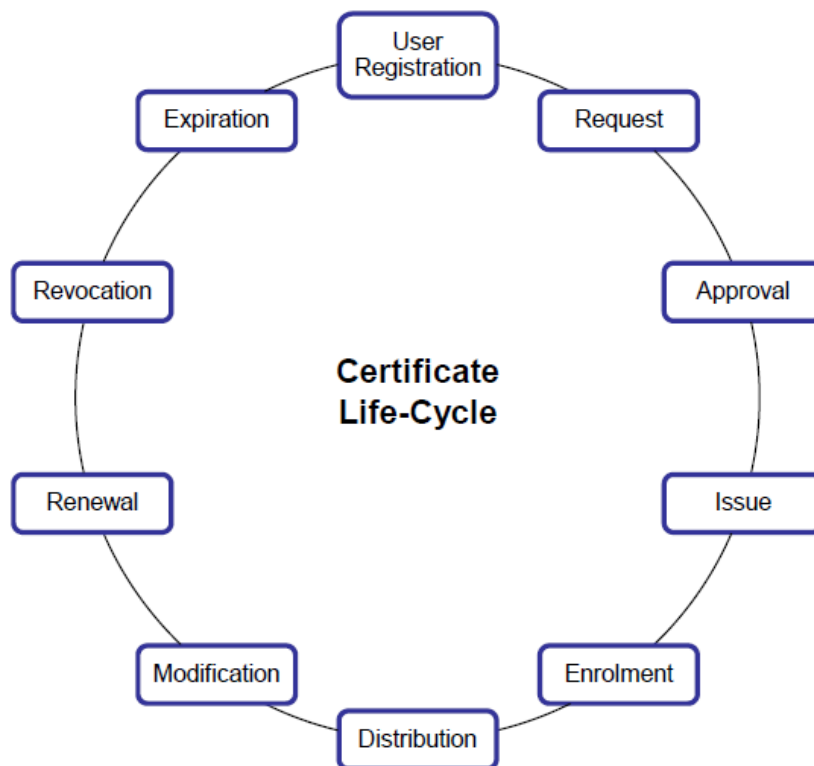 User
Registration
Request
Approval
Issue
Enrolment
Distribution
Modification
Renewal
Revocation
Expiration
Certificate
Life-Cycle